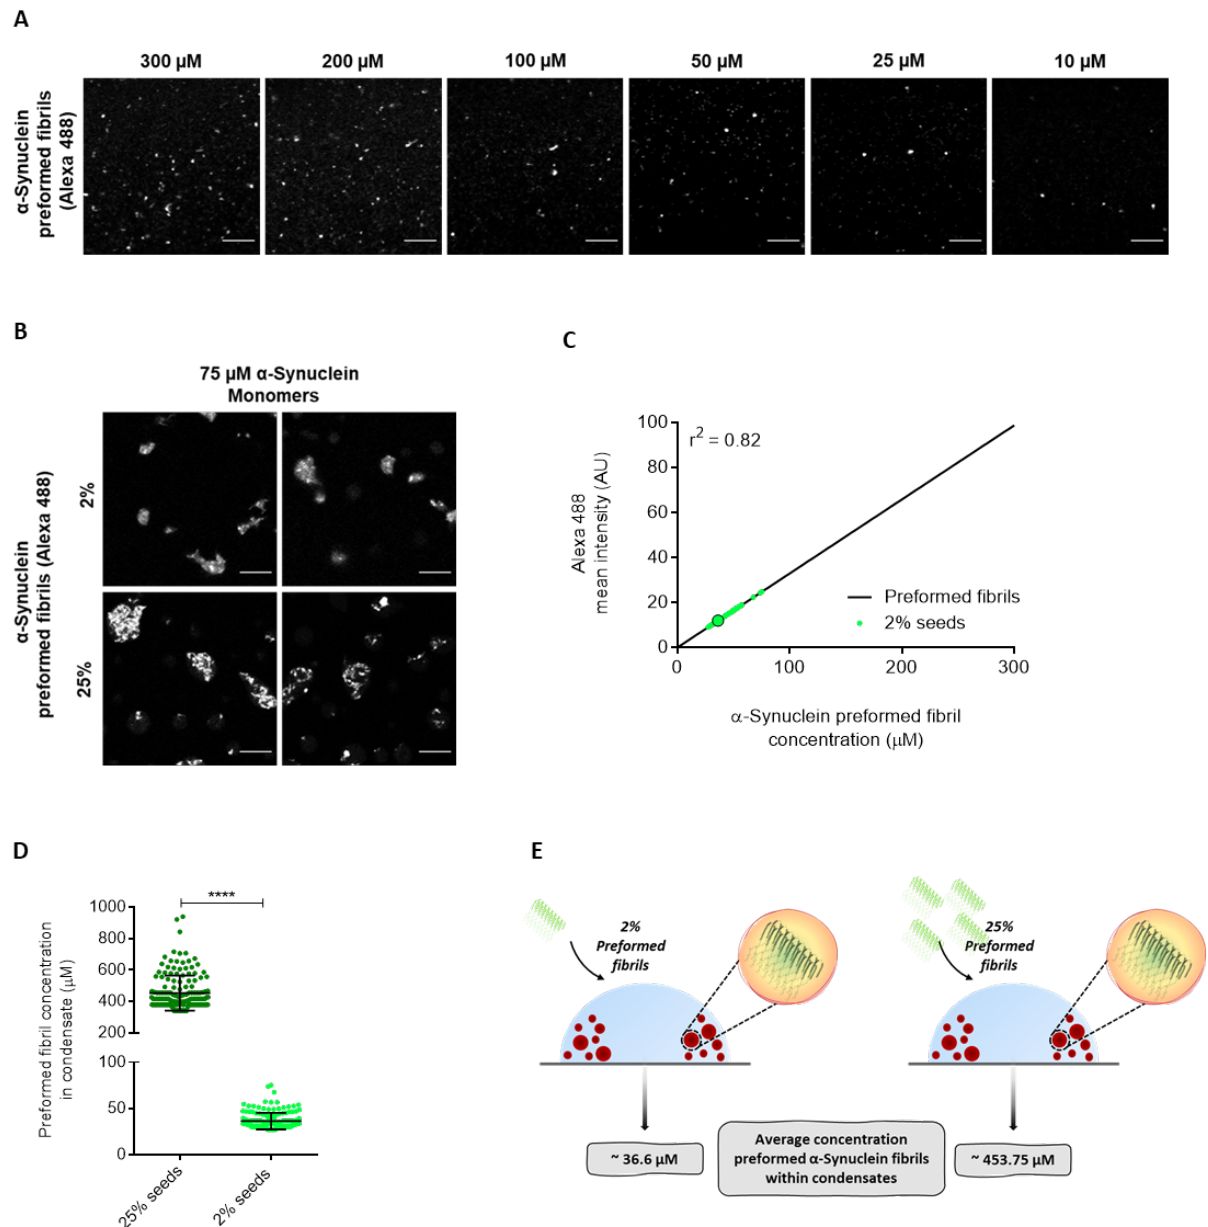 A
300 µM 200 µM 100 µM 50 µM 25 µM 10 µM
α-Synuclein
preformed fibrils
(Alexa 488)
B
75 µM α-Synuclein
Monomers
α-Synuclein
preformed fibrils (Alexa 488)
2%
25%
C
r² = 0.82
Alexa 488
mean intensity (AU)
100
80
60
40
20
0
Preformed fibrils
2% seeds
0 100 200 300
α-Synuclein preformed fibril
concentration (µM)
D
****
Preformed fibril concentration
in condensate (µM)
1000
800
600
400
200
100
50
0
25% seeds
2% seeds
E
2%
Preformed
fibrils
25%
Preformed
fibrils
~ 36.6 µM
Average concentration
preformed α-Synuclein fibrils
within condensates
~ 453.75 µM